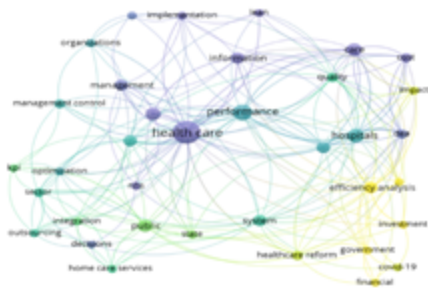 implementation
organizations
information
management
quality
impact
management control
performance
health care
hospitals
optimization
sector
efficiency analysis
integration
public
state
system
investments
outsourcing
decisions
healthcare reform
government
home care services
covid-19
financial